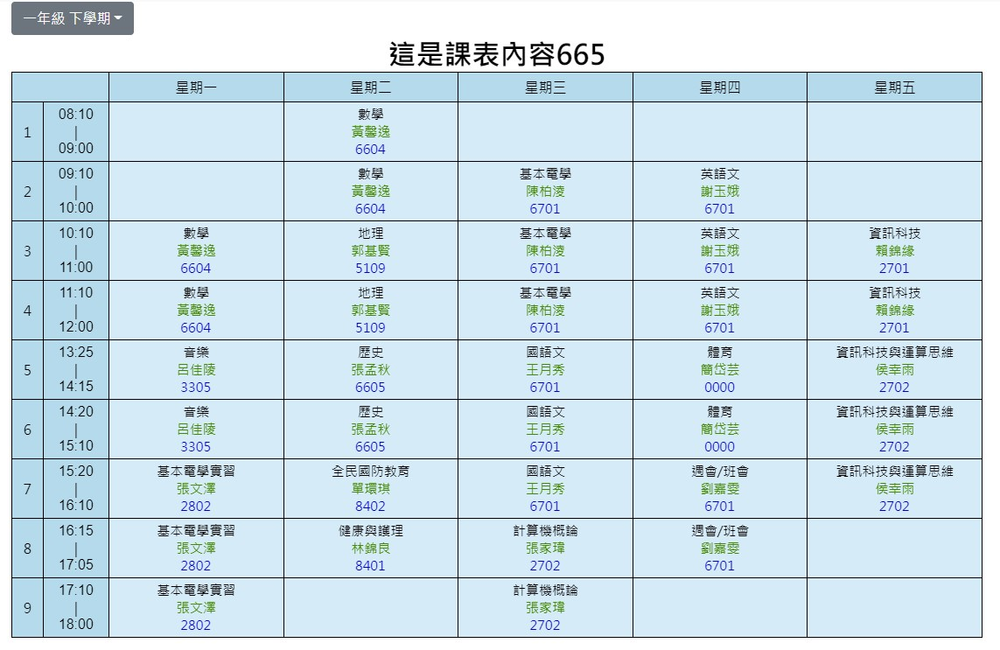 一年級 下學期
這是課表內容665
星期一 星期二 星期三 星期四 星期五
1
08:10
|
09:00
數學
黃馨逸
6604
2
09:10
|
10:00
數學
黃馨逸
6604
基本電學
陳柏淩
6701
英語文
謝玉娥
6701
3
10:10
|
11:00
數學
黃馨逸
6604
地理
郭基賢
5109
基本電學
陳柏淩
6701
英語文
謝玉娥
6701
資訊科技
賴錦緣
2701
4
11:10
|
12:00
數學
黃馨逸
6604
地理
郭基賢
5109
基本電學
陳柏淩
6701
英語文
謝玉娥
6701
資訊科技
賴錦緣
2701
5
13:25
|
14:15
音樂
呂佳陵
3305
歷史
張孟秋
6605
國語文
王月秀
6701
體育
簡岱芸
0000
資訊科技與運算思維
侯幸雨
2702
6
14:20
|
15:10
音樂
呂佳陵
3305
歷史
張孟秋
6605
國語文
王月秀
6701
體育
簡岱芸
0000
資訊科技與運算思維
侯幸雨
2702
7
15:20
|
16:10
基本電學實習
張文澤
2802
全民國防教育
單環琪
8402
國語文
王月秀
6701
週會/班會
劉嘉雯
6701
資訊科技與運算思維
侯幸雨
2702
8
16:15
|
17:05
基本電學實習
張文澤
2802
健康與護理
林錦良
8401
計算機概論
張家瑋
2702
週會/班會
劉嘉雯
6701
9
17:10
|
18:00
基本電學實習
張文澤
2802
計算機概論
張家瑋
2702